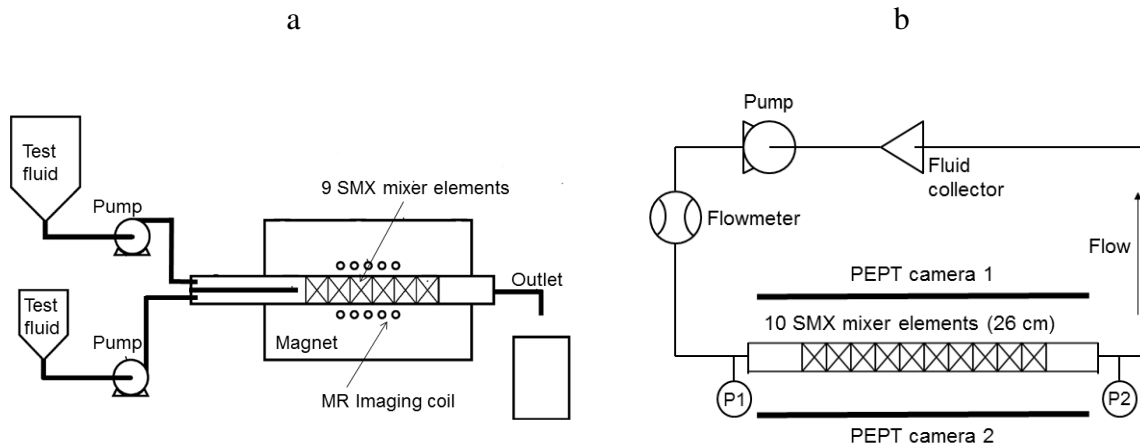 a
Test
fluid
Pump
9 SMX mixer elements
Outlet
Test
fluid
Pump
Magnet
MR Imaging coil
b
Pump
Fluid
collector
Flowmeter
Flow
PEPT camera 1
10 SMX mixer elements (26 cm)
P1
P2
PEPT camera 2